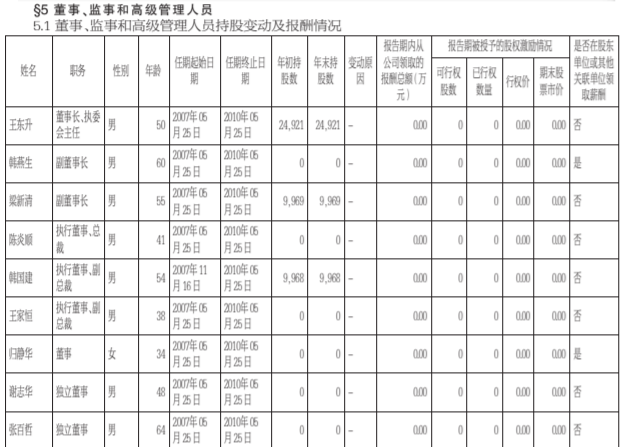 §5 董事、监事和高级管理人员
5.1 董事、监事和高级管理人员持股变动及报酬情况
姓名 职务 性别 年龄 任期起始日期 任期终止日期 年初持股数 年末持股数 变动原因 报告期内从公司领取的报酬总额(万元) 报告期被授予的股权激励情况 是否在股东单位或其他关联单位领取薪酬
可行权股数 已行权数量 行权价 期末股票市价
王东升 董事长、执委会主任 男 50 2007年05月25日 2010年05月25日 24,921 24,921 – 0.00 0 0 0.00 0.00 否
韩燕生 副董事长 男 60 2007年05月25日 2010年05月25日 0 0 – 0.00 0 0 0.00 0.00 是
梁新清 副董事长 男 55 2007年05月25日 2010年05月25日 9,969 9,969 – 0.00 0 0 0.00 0.00 否
陈炎顺 执行董事、总裁 男 41 2007年05月25日 2010年05月25日 0 0 – 0.00 0 0 0.00 0.00 否
韩国建 执行董事、副总裁 男 54 2007年11月16日 2010年05月25日 9,968 9,968 – 0.00 0 0 0.00 0.00 否
王家恒 执行董事、副总裁 男 38 2007年05月25日 2010年05月25日 0 0 – 0.00 0 0 0.00 0.00 否
归静华 董事 女 34 2007年05月25日 2010年05月25日 0 0 – 0.00 0 0 0.00 0.00 是
谢志华 独立董事 男 48 2007年05月25日 2010年05月25日 0 0 – 0.00 0 0 0.00 0.00 否
张百哲 独立董事 男 64 2007年05月25日 2010年05月25日 0 0 – 0.00 0 0 0.00 0.00 否